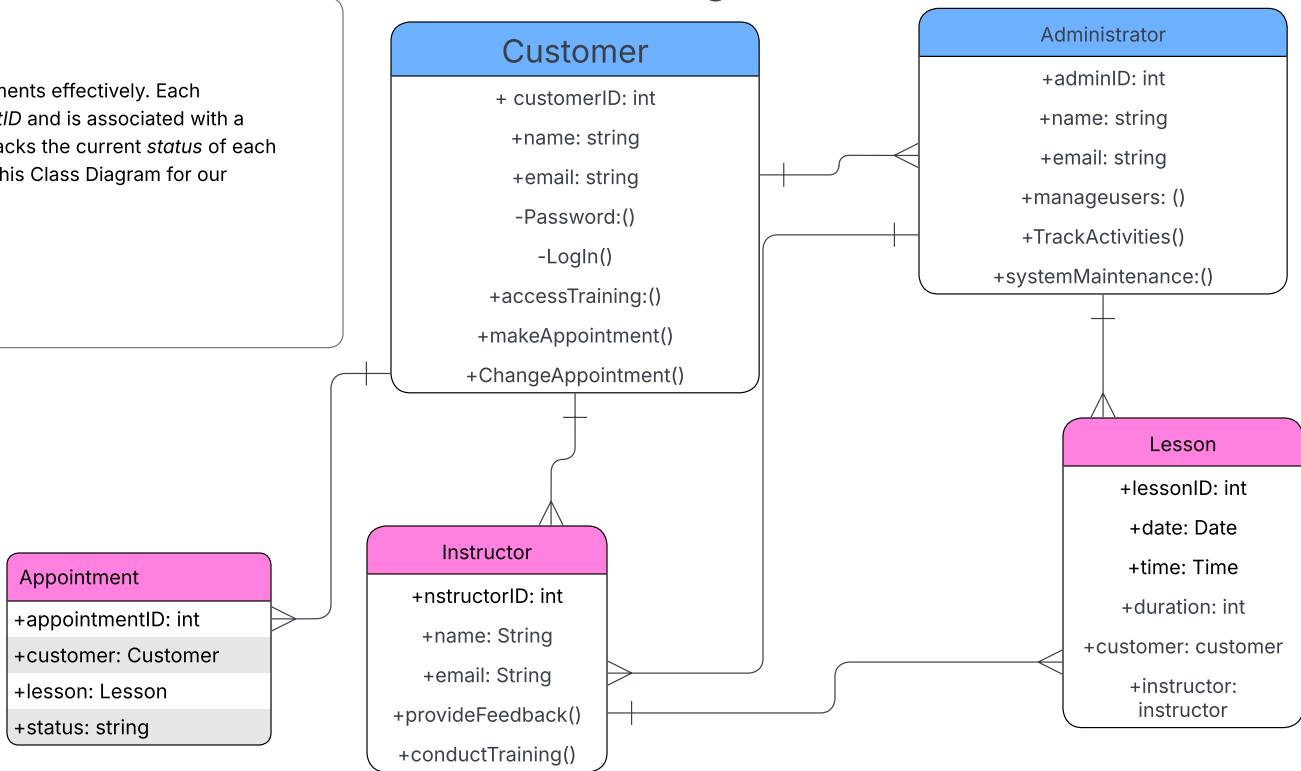 ments effectively. Each
tID and is associated with a
acks the current status of each
his Class Diagram for our
Customer
+ customerID: int
+name: string
+email: string
-Password:()
-LogIn()
+accessTraining:()
+makeAppointment()
+ChangeAppointment()
Administrator
+adminID: int
+name: string
+email: string
+manageusers: ()
+TrackActivities()
+systemMaintenance:()
Lesson
+lessonID: int
+date: Date
+time: Time
+duration: int
+customer: customer
+instructor:
instructor
Instructor
+nstructorID: int
+name: String
+email: String
+provideFeedback()
+conductTraining()
Appointment
+appointmentID: int
+customer: Customer
+lesson: Lesson
+status: string